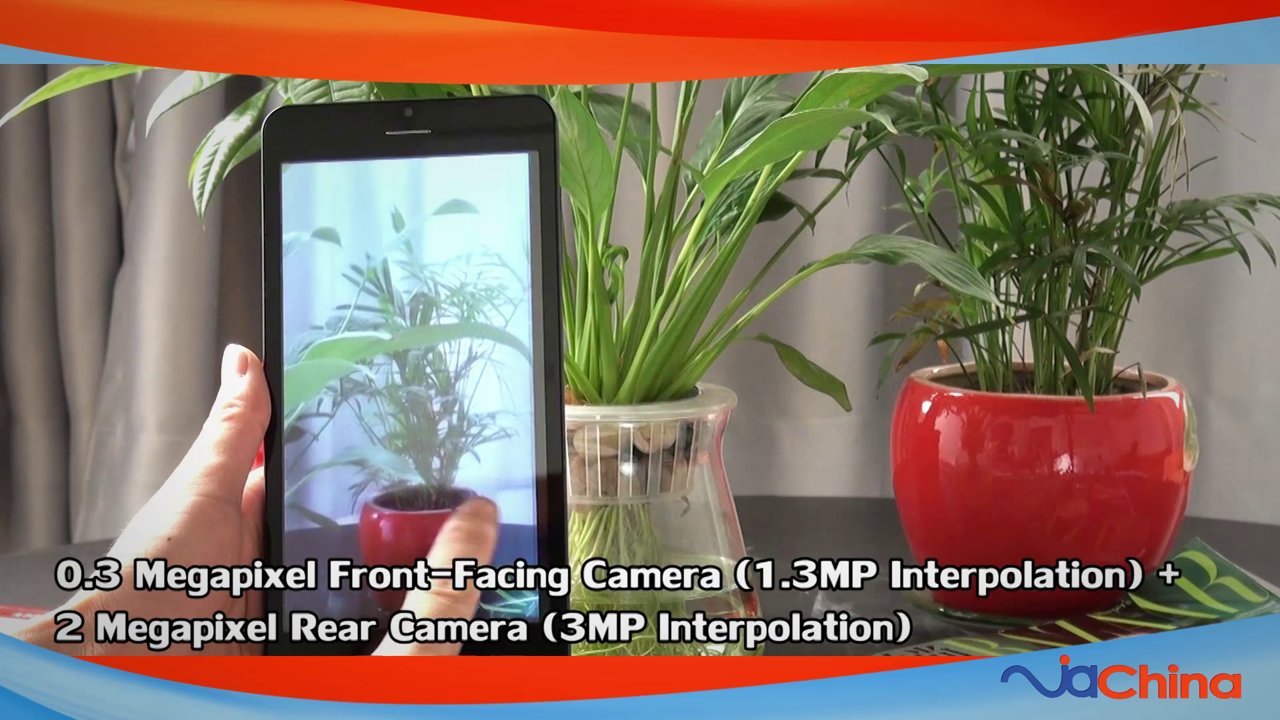 0.3 Megapixel Front-Facing Camera (1.3MP Interpolation) +
2 Megapixel Rear Camera (3MP Interpolation)
ViaChina